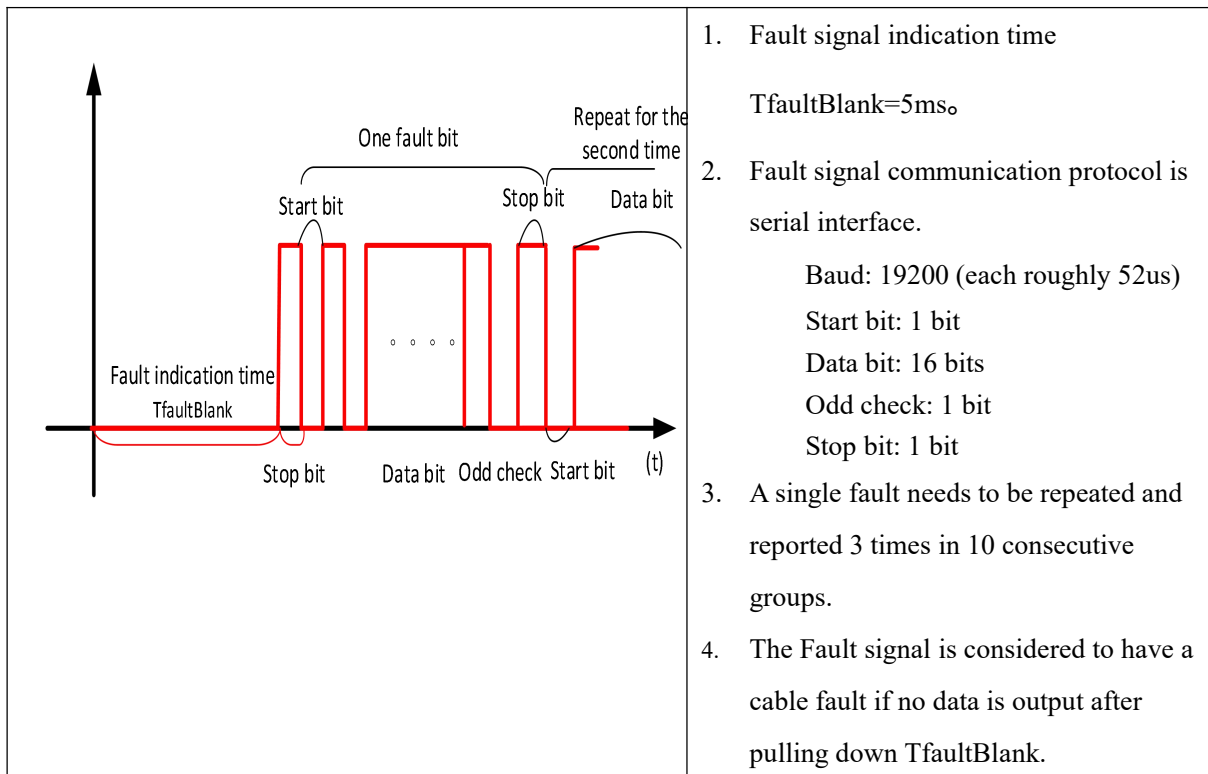 One fault bit
Repeat for the
second time
Start bit
Stop bit
Data bit
Fault indication time
TfaultBlank
Stop bit
Data bit
Odd check
Start bit
(t)
1. Fault signal indication time
TfaultBlank=5ms。
2. Fault signal communication protocol is
serial interface.
Baud: 19200 (each roughly 52us)
Start bit: 1 bit
Data bit: 16 bits
Odd check: 1 bit
Stop bit: 1 bit
3. A single fault needs to be repeated and
reported 3 times in 10 consecutive
groups.
4. The Fault signal is considered to have a
cable fault if no data is output after
pulling down TfaultBlank.